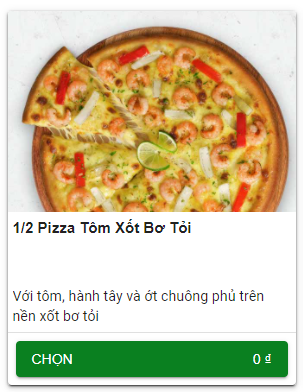 1/2 Pizza Tôm Xốt Bơ Tỏi
Với tôm, hành tây và ớt chuông phủ trên
nền xốt bơ tỏi
CHỌN 0 ₫